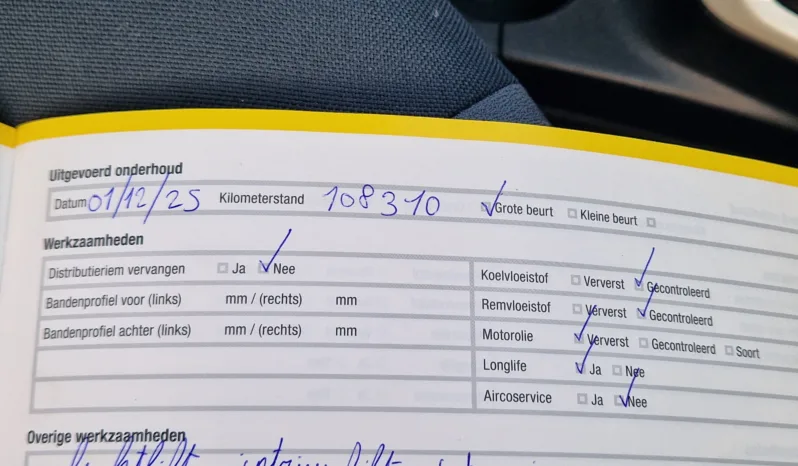 Uitgevoerd onderhoud
Datum 01/12/25 Kilometerstand 108310 Grote beurt Kleine beurt
Werkzaamheden
Distributieriem vervangen Ja Nee
Bandenprofiel voor (links) mm / (rechts) mm
Bandenprofiel achter (links) mm / (rechts) mm
Koelvloeistof Ververst Gecontroleerd
Remvloeistof Ververst Gecontroleerd
Motorolie Ververst Gecontroleerd Soort
Longlife Ja Nee
Aircoservice Ja Nee
Overige werkzaamheden